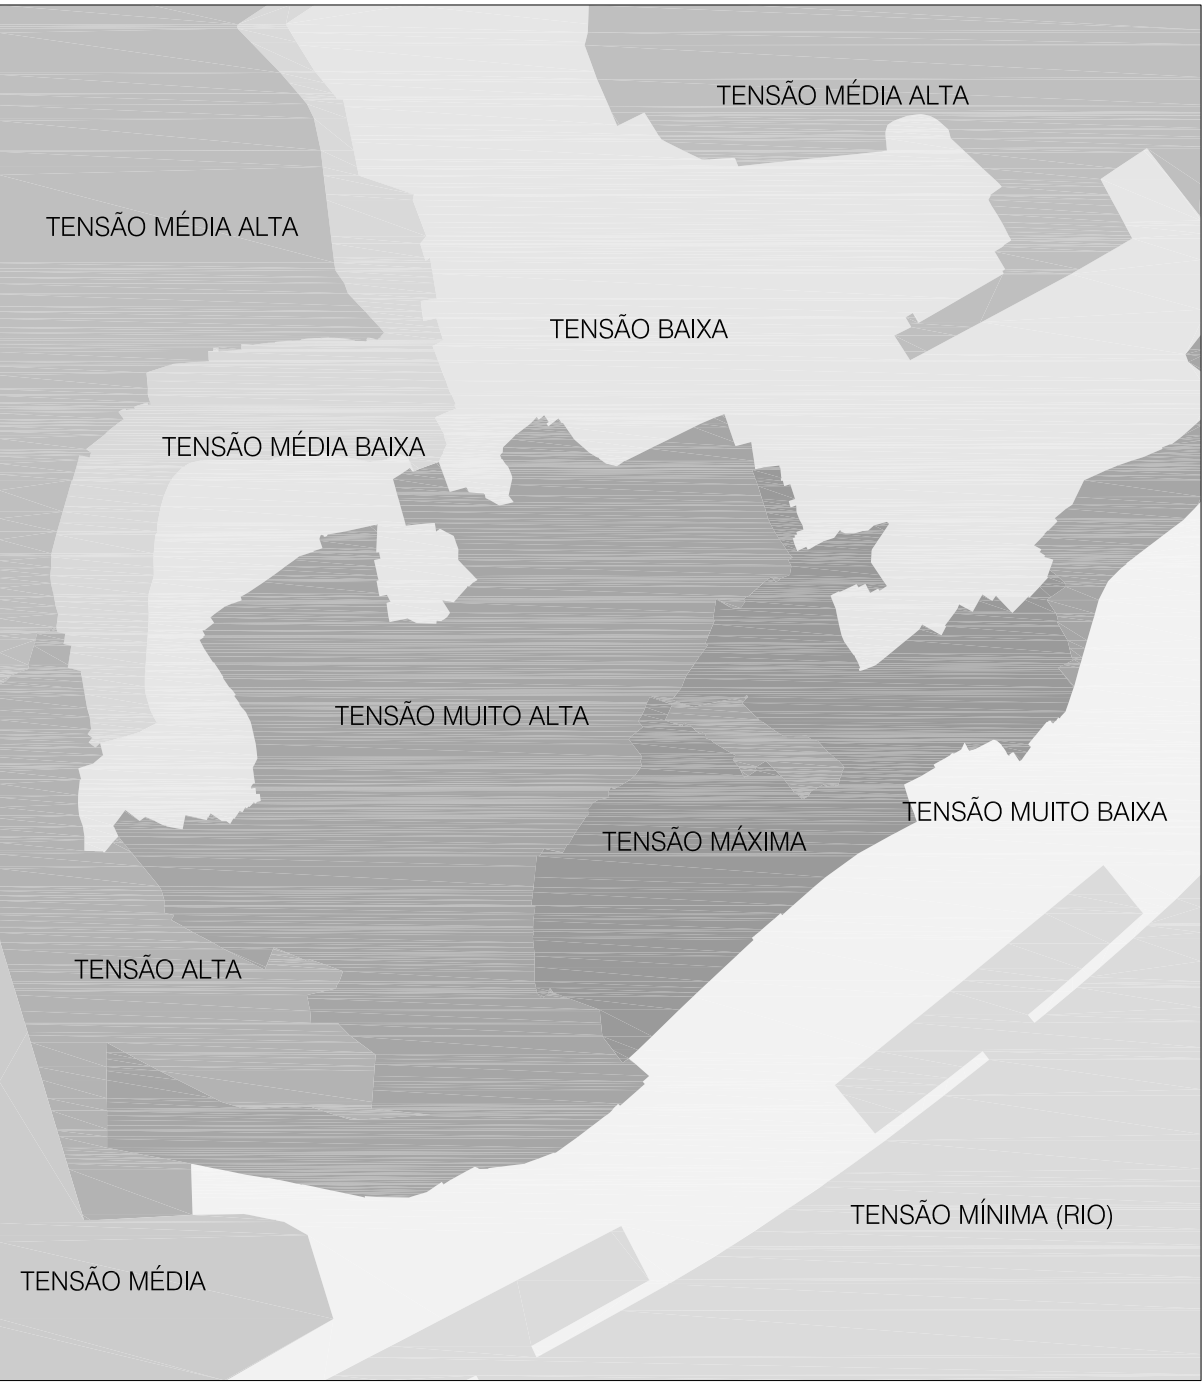 TENSÃO MÉDIA ALTA
TENSÃO MÉDIA ALTA
TENSÃO BAIXA
TENSÃO MÉDIA BAIXA
TENSÃO MUITO ALTA
TENSÃO MUITO BAIXA
TENSÃO MÁXIMA
TENSÃO ALTA
TENSÃO MÍNIMA (RIO)
TENSÃO MÉDIA